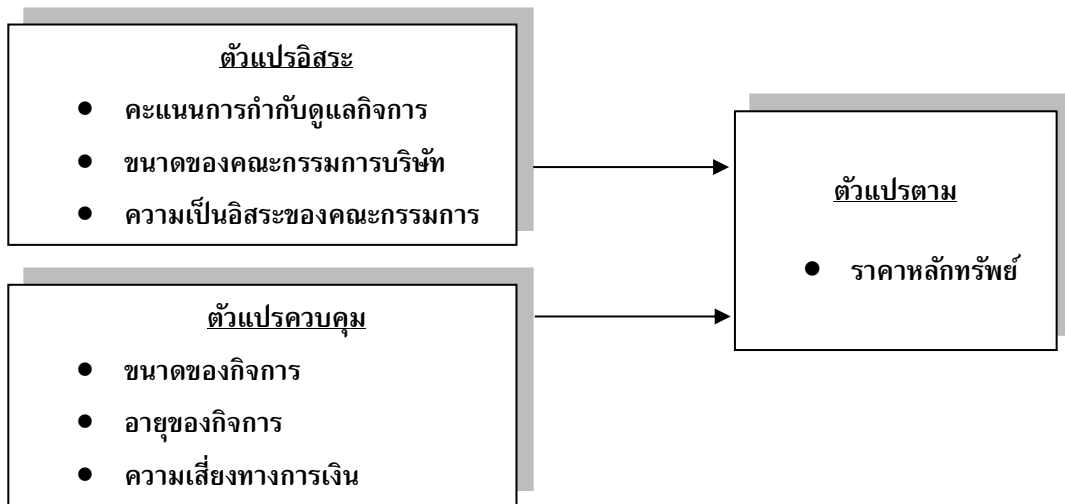 ตัวแปรอิสระ
● คะแนนการกำกับดูแลกิจการ
● ขนาดของคณะกรรมการบริษัท
● ความเป็นอิสระของคณะกรรมการ
ตัวแปรควบคุม
● ขนาดของกิจการ
● อายุของกิจการ
● ความเสี่ยงทางการเงิน
ตัวแปรตาม
● ราคาหลักทรัพย์